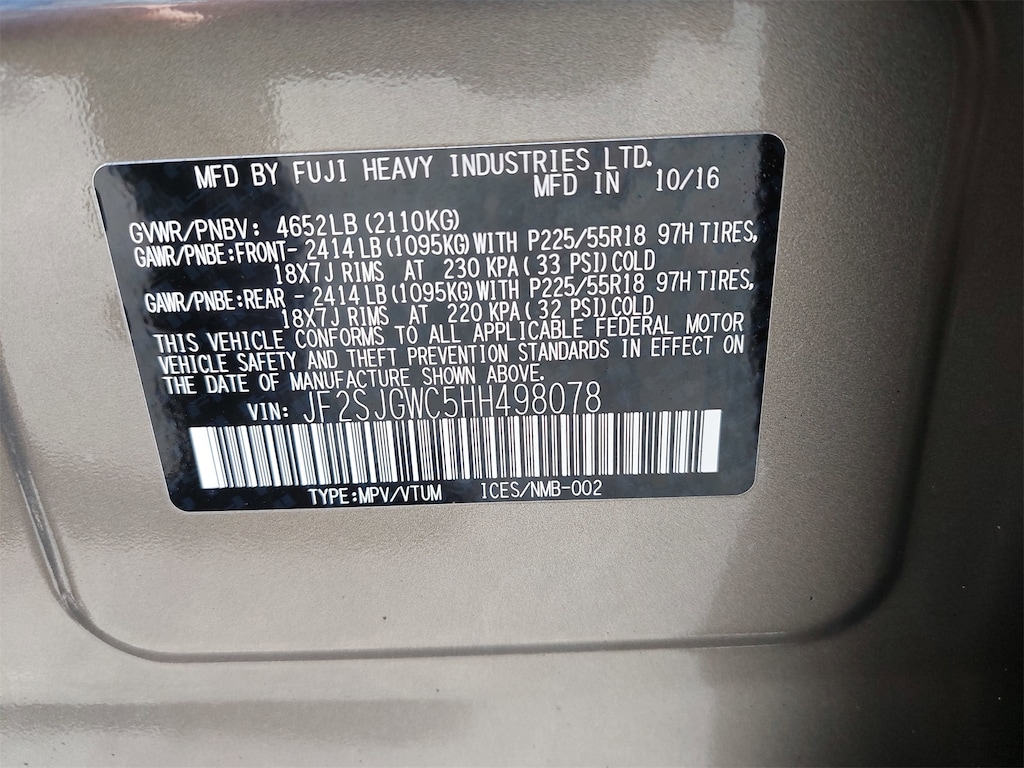 MFD BY FUJI HEAVY INDUSTRIES LTD.
MFD IN 10/16
GVWR/PNBV: 4652LB (2110KG)
GAWR/PNBE:FRONT- 2414 LB (1095KG) WITH P225/55R18 97H TIRES,
18X7J RIMS AT 230 KPA (33 PSI) COLD
GAWR/PNBE:REAR - 2414 LB (1095KG) WITH P225/55R18 97H TIRES,
18X7J RIMS AT 220 KPA (32 PSI) COLD
THIS VEHICLE CONFORMS TO ALL APPLICABLE FEDERAL MOTOR
VEHICLE SAFETY AND THEFT PREVENTION STANDARDS IN EFFECT ON
THE DATE OF MANUFACTURE SHOWN ABOVE.
VIN: JF2SJGWC5HH498078
TYPE:MPV/VTUM ICES/NMB-002